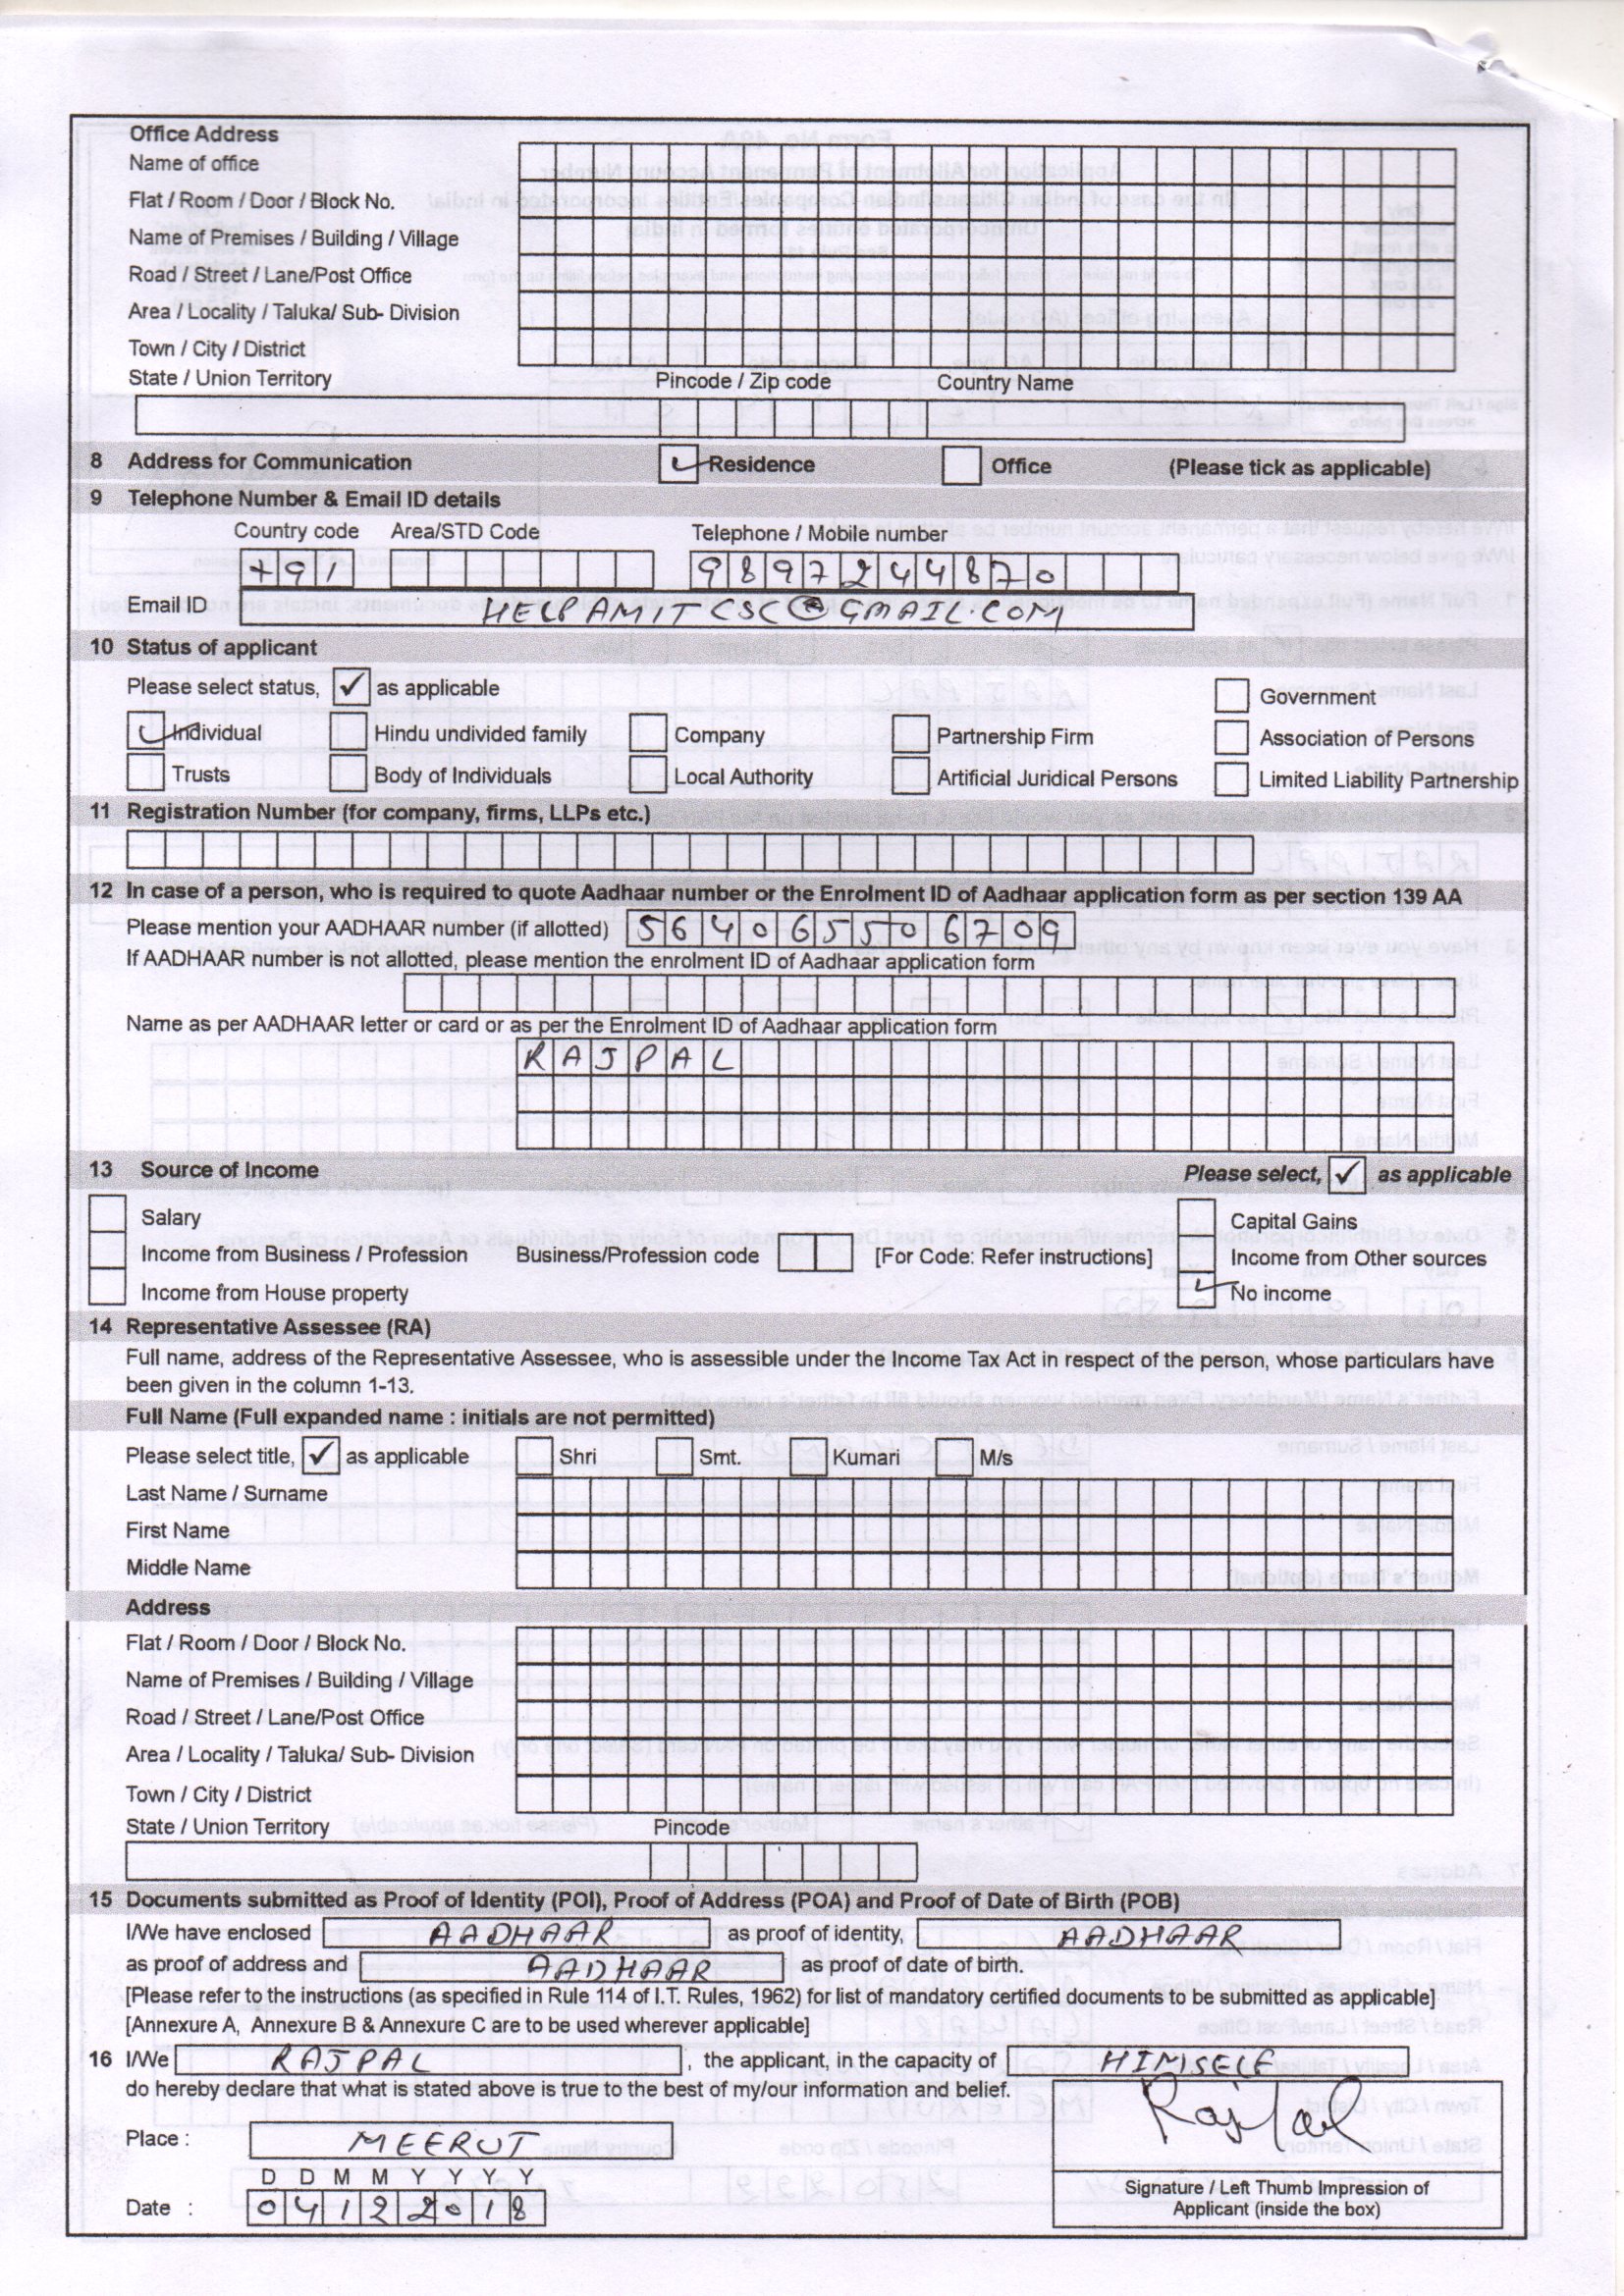 Office Address
Name of office
Flat / Room / Door / Block No.
Name of Premises / Building / Village
Road / Street / Lane/Post Office
Area / Locality / Taluka/ Sub- Division
Town / City / District
State / Union Territory Pincode / Zip code Country Name
8 Address for Communication Residence Office (Please tick as applicable)
9 Telephone Number & Email ID details
Country code Area/STD Code Telephone / Mobile number
+91 9897244870
Email ID HELPAMITCSC@GMAIL.COM
10 Status of applicant
Please select status, ✓ as applicable Government
Individual Hindu undivided family Company Partnership Firm Association of Persons
Trusts Body of Individuals Local Authority Artificial Juridical Persons Limited Liability Partnership
11 Registration Number (for company, firms, LLPs etc.)
12 In case of a person, who is required to quote Aadhaar number or the Enrolment ID of Aadhaar application form as per section 139 AA
Please mention your AADHAAR number (if allotted) 564065506709
If AADHAAR number is not allotted, please mention the enrolment ID of Aadhaar application form
Name as per AADHAAR letter or card or as per the Enrolment ID of Aadhaar application form
RAJPAL
13 Source of Income Please select, ✓ as applicable
Salary Capital Gains
Income from Business / Profession Business/Profession code [For Code: Refer instructions] Income from Other sources
Income from House property No income
14 Representative Assessee (RA)
Full name, address of the Representative Assessee, who is assessible under the Income Tax Act in respect of the person, whose particulars have
been given in the column 1-13.
Full Name (Full expanded name : initials are not permitted)
Please select title, ✓ as applicable Shri Smt. Kumari M/s
Last Name / Surname
First Name
Middle Name
Address
Flat / Room / Door / Block No.
Name of Premises / Building / Village
Road / Street / Lane/Post Office
Area / Locality / Taluka/ Sub- Division
Town / City / District
State / Union Territory Pincode
15 Documents submitted as Proof of Identity (POI), Proof of Address (POA) and Proof of Date of Birth (POB)
I/We have enclosed AADHAAR as proof of identity, AADHAAR
as proof of address and AADHAAR as proof of date of birth.
[Please refer to the instructions (as specified in Rule 114 of I.T. Rules, 1962) for list of mandatory certified documents to be submitted as applicable]
[Annexure A, Annexure B & Annexure C are to be used wherever applicable]
16 I/We RAJPAL , the applicant, in the capacity of HIMSELF
do hereby declare that what is stated above is true to the best of my/our information and belief.
Rajpal
Place : MEERUT
D D M M Y Y Y Y
Date : 04122018
Signature / Left Thumb Impression of
Applicant (inside the box)